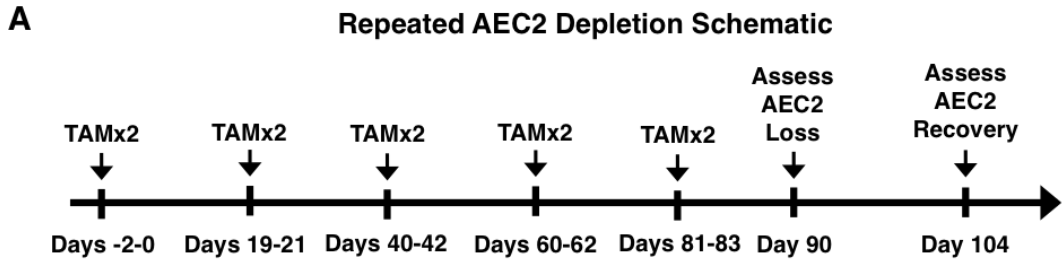 A
Repeated AEC2 Depletion Schematic
TAMx2
TAMx2
TAMx2
TAMx2
TAMx2
Assess
AEC2
Loss
Assess
AEC2
Recovery
Days -2-0
Days 19-21
Days 40-42
Days 60-62
Days 81-83
Day 90
Day 104